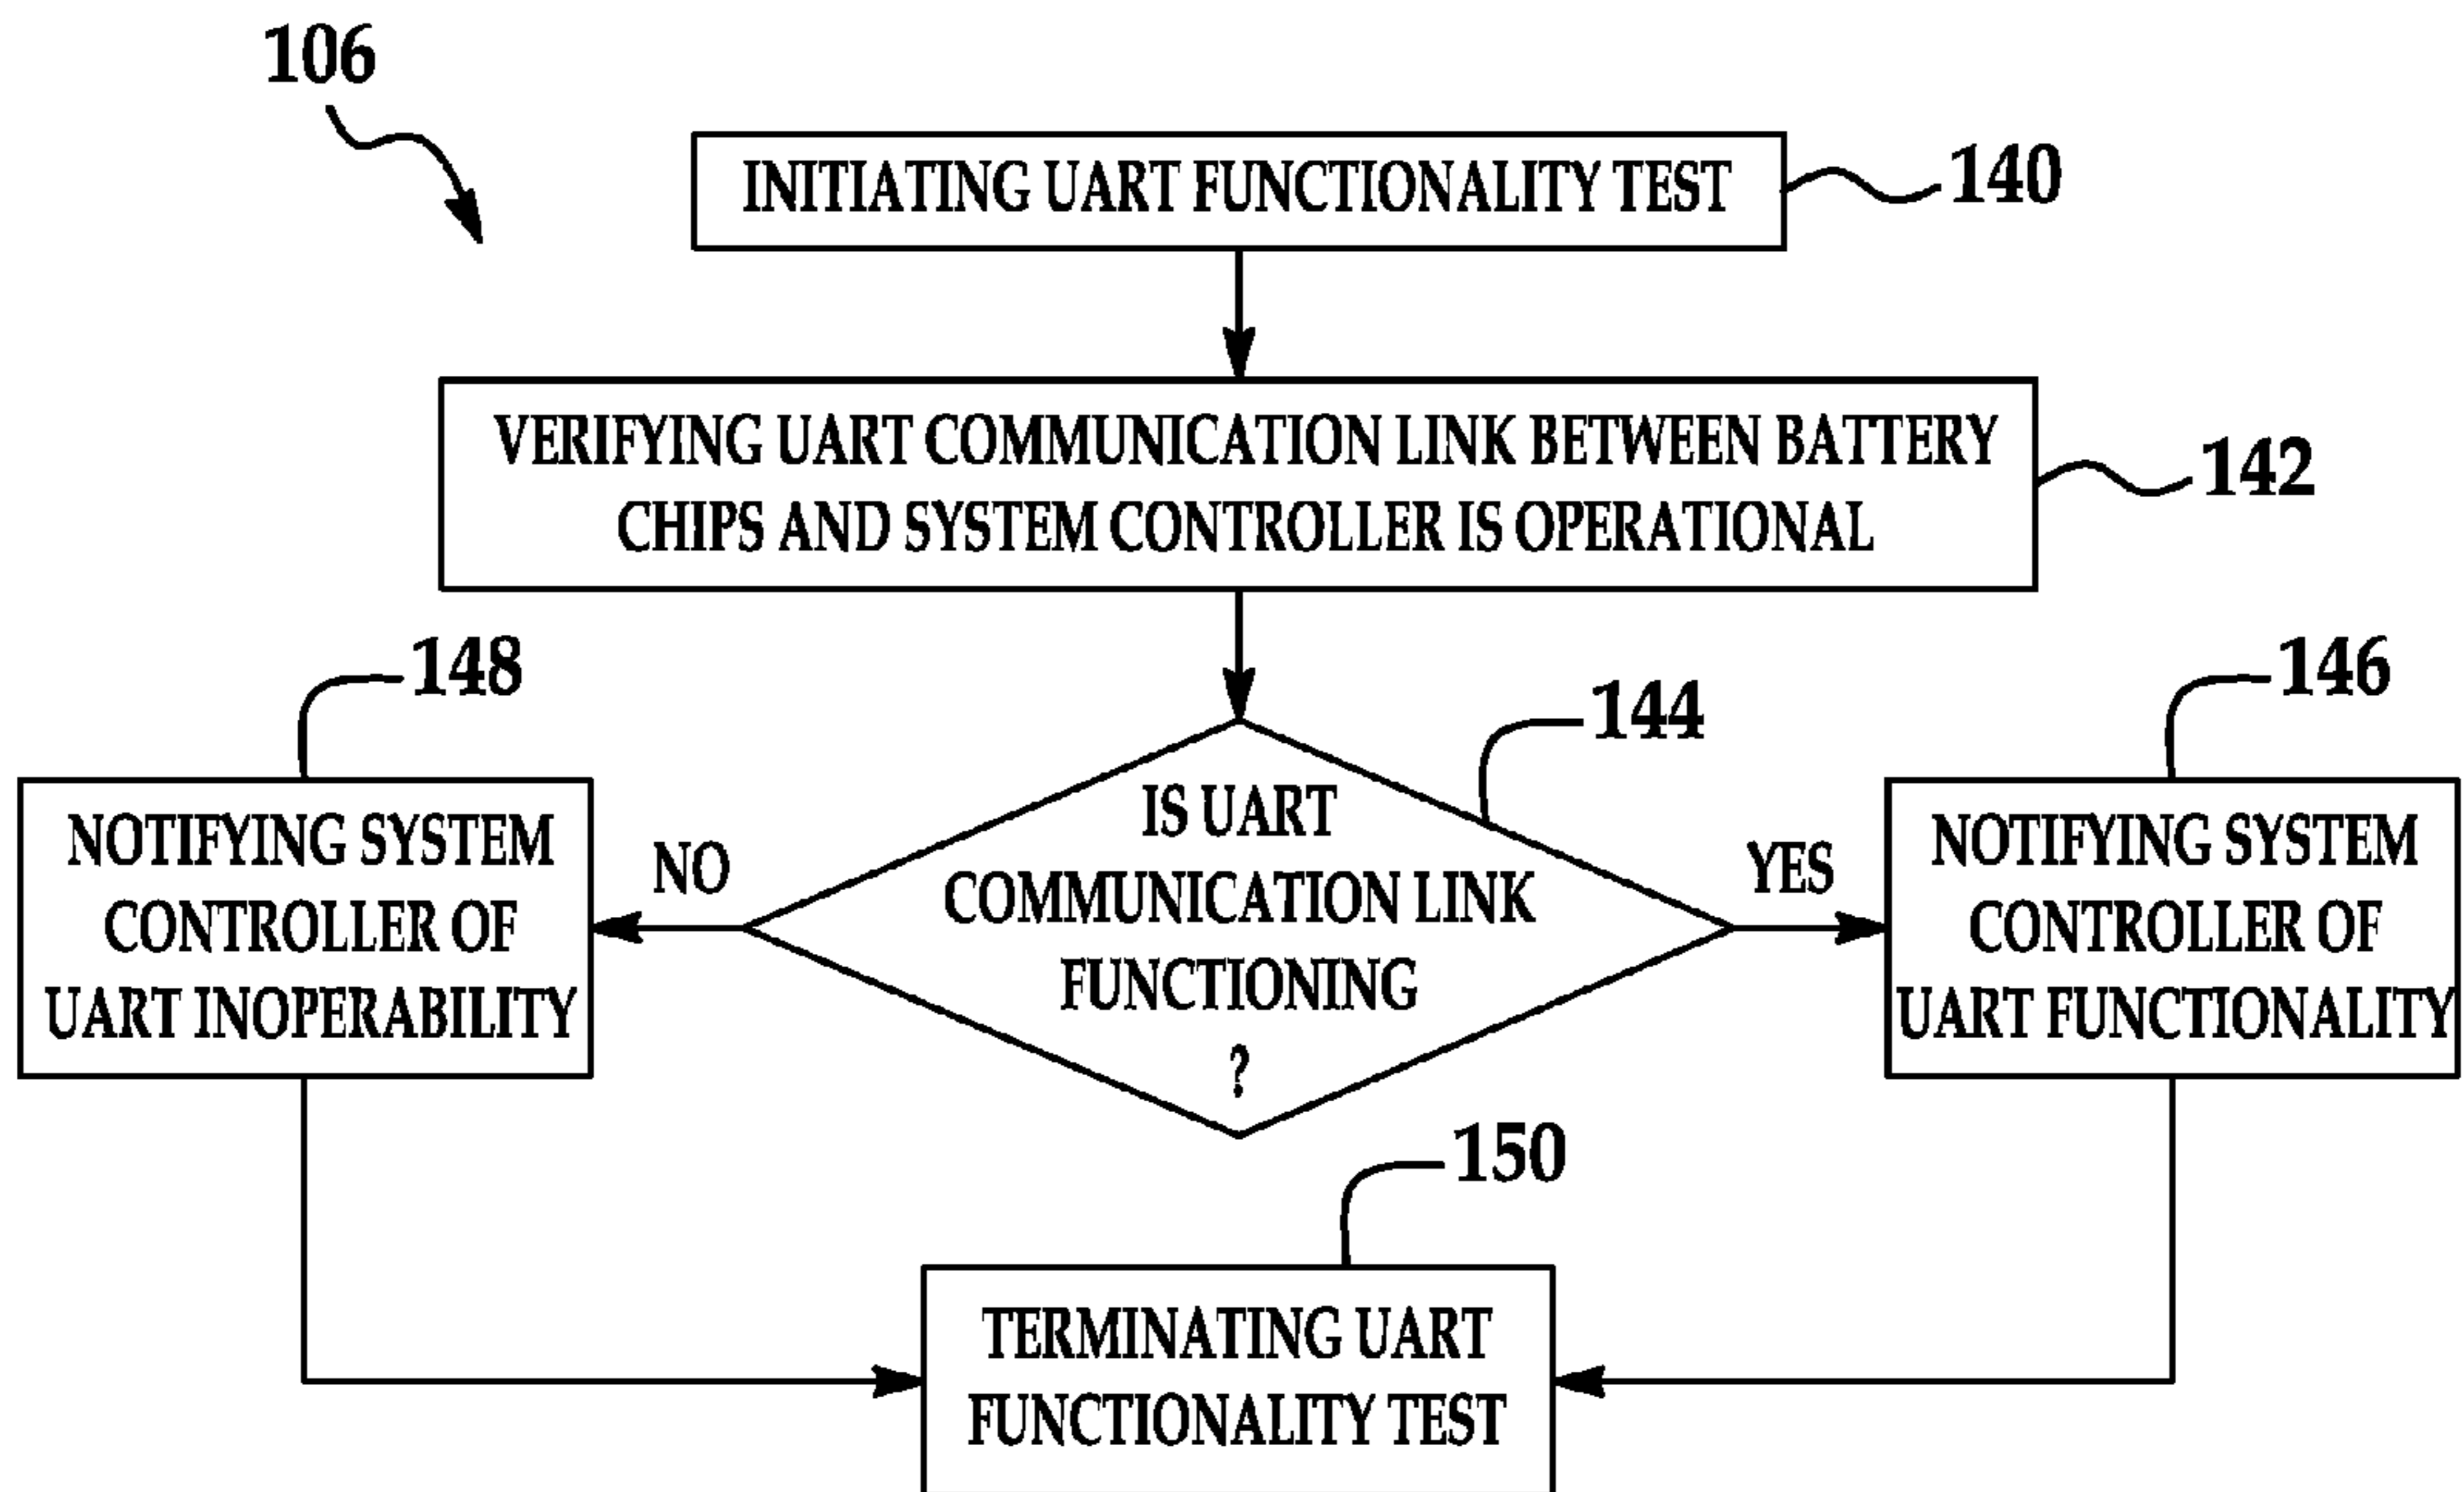 106
INITIATING UART FUNCTIONALITY TEST
140
VERIFYING UART COMMUNICATION LINK BETWEEN BATTERY
CHIPS AND SYSTEM CONTROLLER IS OPERATIONAL
142
148
NOTIFYING SYSTEM
CONTROLLER OF
UART INOPERABILITY
NO
144
IS UART
COMMUNICATION LINK
FUNCTIONING
?
YES
146
NOTIFYING SYSTEM
CONTROLLER OF
UART FUNCTIONALITY
150
TERMINATING UART
FUNCTIONALITY TEST